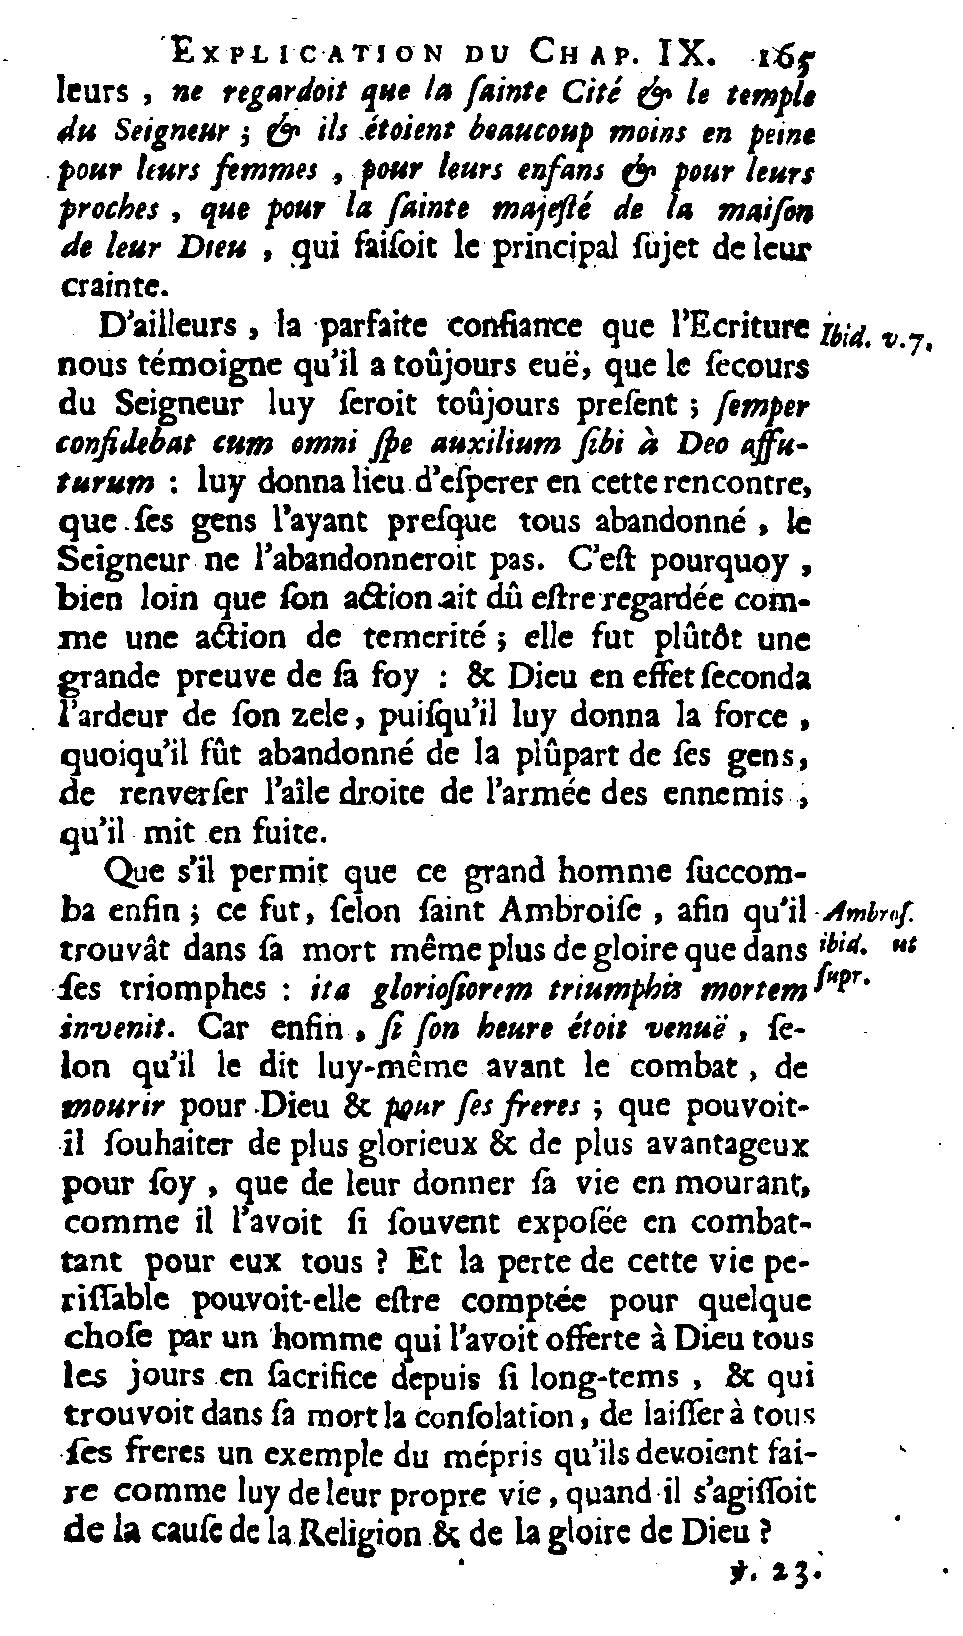 EXPLICATION DU CHAP. IX. 165
leurs , ne regardoit que la ſainte Cité & le temple
du Seigneur ; & ils étoient beaucoup moins en peine
pour leurs femmes , pour leurs enfans & pour leurs
proches , que pour la ſainte majeſté de la maiſon
de leur Dieu , qui faiſoit le principal ſujet de leur
crainte.
D'ailleurs , la parfaite confiance que l'Ecriture Ibid. v.7.
nous témoigne qu'il a toûjours euë, que le ſecours
du Seigneur luy ſeroit toûjours preſent ; ſemper
confidebat cum omni ſpe auxilium ſibi à Deo affu-
turum : luy donna lieu d'eſperer en cette rencontre,
que ſes gens l'ayant preſque tous abandonné , le
Seigneur ne l'abandonneroit pas. C'eſt pourquoy ,
bien loin que ſon action ait dû eſtre regardée com-
me une action de temerité ; elle fut plûtôt une
grande preuve de ſa foy : & Dieu en effet ſeconda
l'ardeur de ſon zele, puiſqu'il luy donna la force ,
quoiqu'il fût abandonné de la plûpart de ſes gens,
de renverſer l'aîle droite de l'armée des ennemis ,
qu'il mit en fuite.
Que s'il permit que ce grand homme ſuccom-
ba enfin ; ce fut, ſelon ſaint Ambroiſe , afin qu'il Ambroſ.
trouvât dans ſa mort même plus de gloire que dans ibid. ut
ſes triomphes : ita glorioſiorem triumphis mortem ſupr.
invenit. Car enfin , ſi ſon heure étoit venuë , ſe-
lon qu'il le dit luy-même avant le combat , de
mourir pour Dieu & pour ſes freres ; que pouvoit-
il ſouhaiter de plus glorieux & de plus avantageux
pour ſoy , que de leur donner ſa vie en mourant,
comme il l'avoit ſi ſouvent expoſée en combat-
tant pour eux tous ? Et la perte de cette vie pe-
riſſable pouvoit-elle eſtre comptée pour quelque
choſe par un homme qui l'avoit offerte à Dieu tous
les jours en ſacrifice depuis ſi long-tems , & qui
trouvoit dans ſa mort la conſolation, de laiſſer à tous
ſes freres un exemple du mépris qu'ils devoient fai-
re comme luy de leur propre vie , quand il s'agiſſoit
de la cauſe de la Religion & de la gloire de Dieu ?
℣. 23.